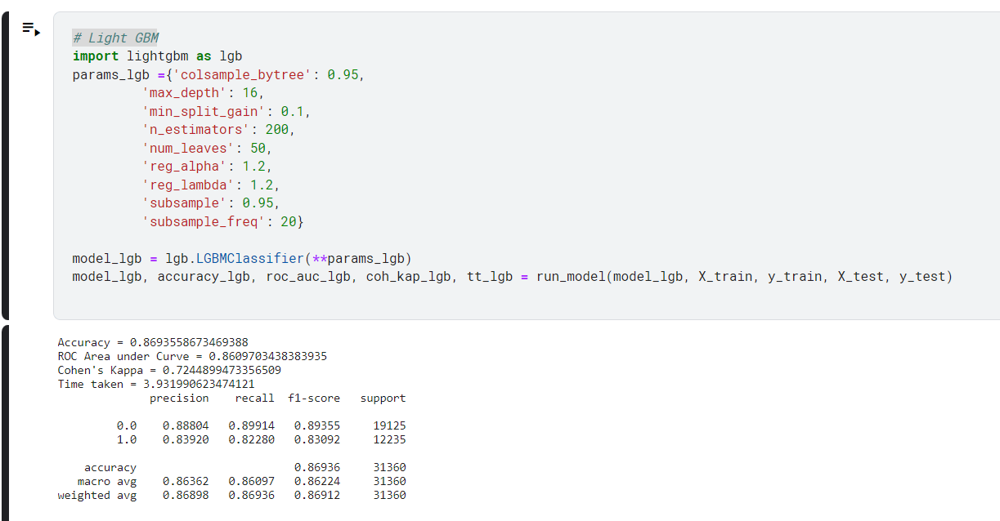 # Light GBM
import lightgbm as lgb
params_lgb ={'colsample_bytree': 0.95,
'max_depth': 16,
'min_split_gain': 0.1,
'n_estimators': 200,
'num_leaves': 50,
'reg_alpha': 1.2,
'reg_lambda': 1.2,
'subsample': 0.95,
'subsample_freq': 20}
model_lgb = lgb.LGBMClassifier(**params_lgb)
model_lgb, accuracy_lgb, roc_auc_lgb, coh_kap_lgb, tt_lgb = run_model(model_lgb, X_train, y_train, X_test, y_test)
Accuracy = 0.8693558673469388
ROC Area under Curve = 0.8609703438383935
Cohen's Kappa = 0.7244899473356509
Time taken = 3.931990623474121
precision recall f1-score support
0.0 0.88804 0.89914 0.89355 19125
1.0 0.83920 0.82280 0.83092 12235
accuracy 0.86936 31360
macro avg 0.86362 0.86097 0.86224 31360
weighted avg 0.86898 0.86936 0.86912 31360